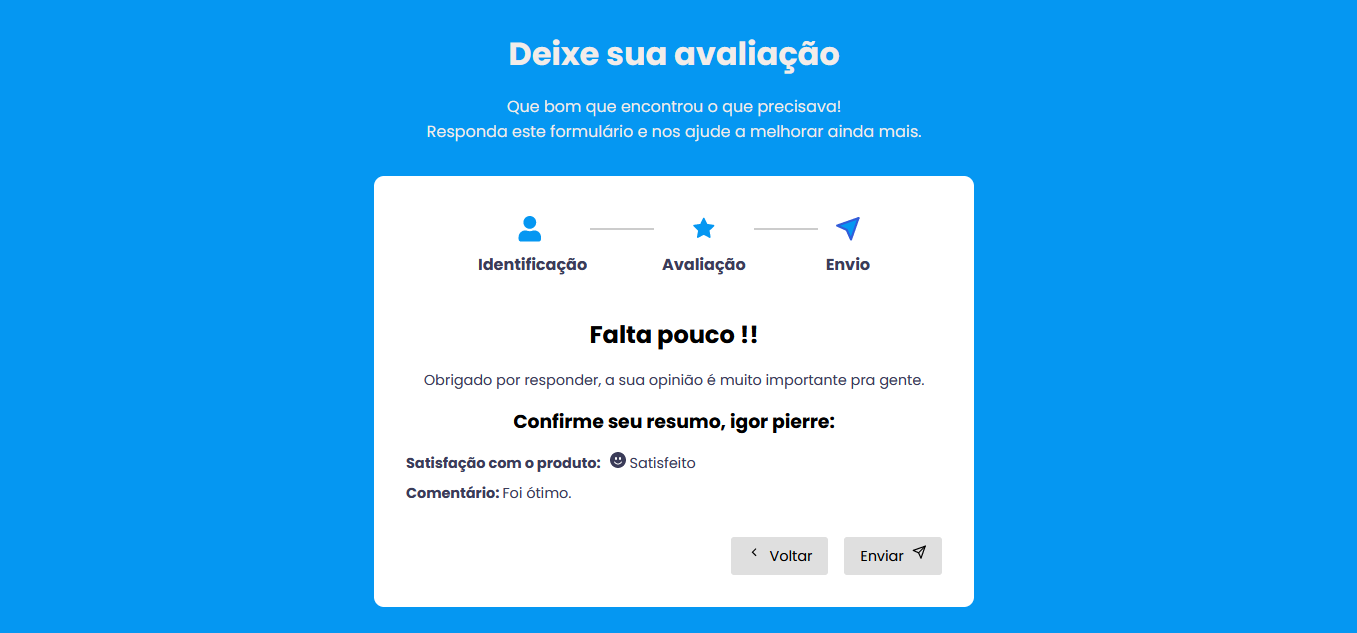 Deixe sua avaliação
Que bom que encontrou o que precisava!
Responda este formulário e nos ajude a melhorar ainda mais.
Identificação
Avaliação
Envio
Falta pouco !!
Obrigado por responder, a sua opinião é muito importante pra gente.
Confirme seu resumo, igor pierre:
Satisfação com o produto: Satisfeito
Comentário: Foi ótimo.
Voltar
Enviar